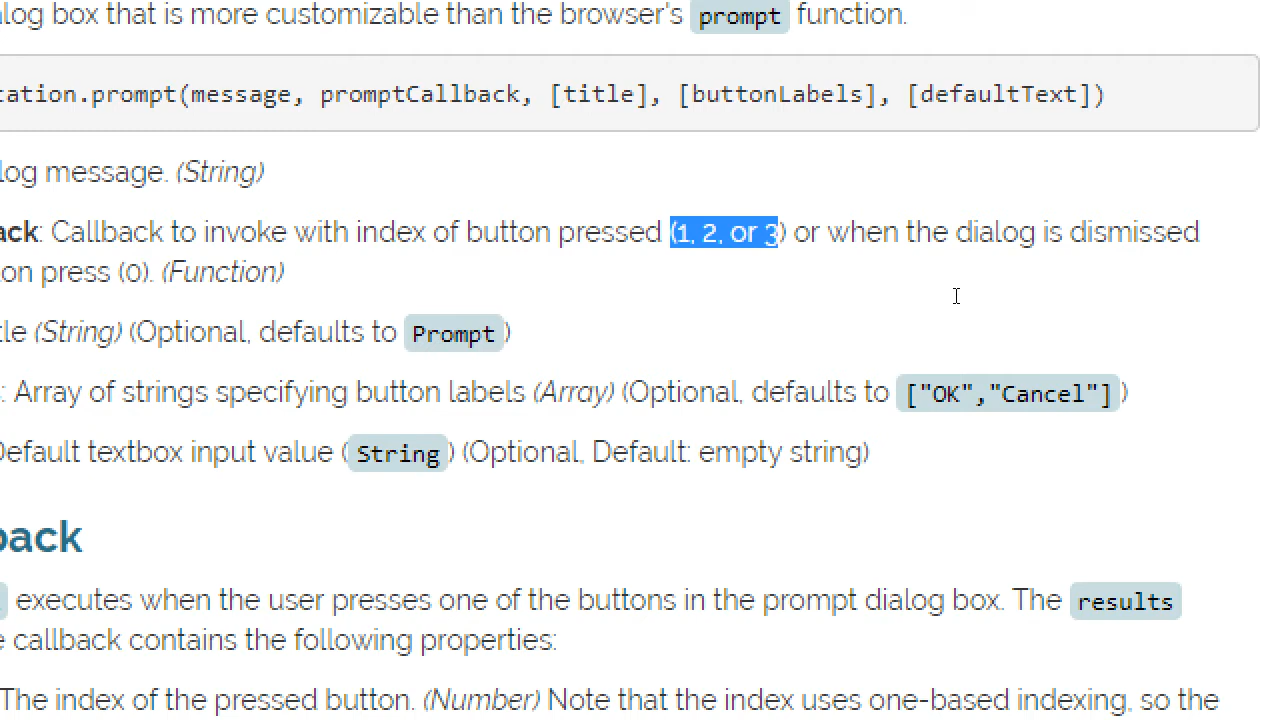 alog box that is more customizable than the browser's prompt function.
cation.prompt(message, promptCallback, [title], [buttonLabels], [defaultText])
log message. (String)
ack: Callback to invoke with index of button pressed (1, 2, or 3) or when the dialog is dismissed
on press (0). (Function)
tle (String) (Optional, defaults to Prompt)
: Array of strings specifying button labels (Array) (Optional, defaults to ["OK","Cancel"])
Default textbox input value (String) (Optional, Default: empty string)
back
executes when the user presses one of the buttons in the prompt dialog box. The results
e callback contains the following properties:
The index of the pressed button. (Number) Note that the index uses one-based indexing, so the